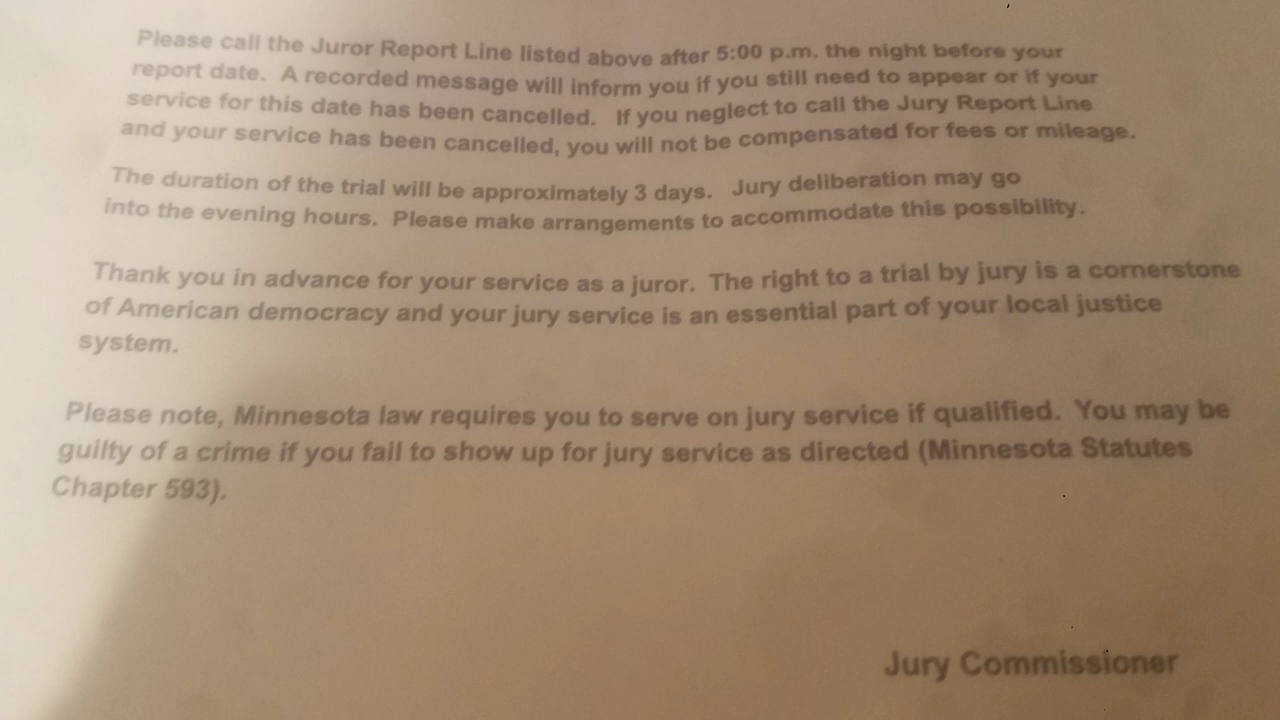 Please call the Juror Report Line listed above after 5:00 p.m. the night before your
report date. A recorded message will inform you if you still need to appear or if your
service for this date has been cancelled. If you neglect to call the Jury Report Line
and your service has been cancelled, you will not be compensated for fees or mileage.
The duration of the trial will be approximately 3 days. Jury deliberation may go
into the evening hours. Please make arrangements to accommodate this possibility.
Thank you in advance for your service as a juror. The right to a trial by jury is a cornerstone
of American democracy and your jury service is an essential part of your local justice
system.
Please note, Minnesota law requires you to serve on jury service if qualified. You may be
guilty of a crime if you fail to show up for jury service as directed (Minnesota Statutes
Chapter 593).
Jury Commissioner